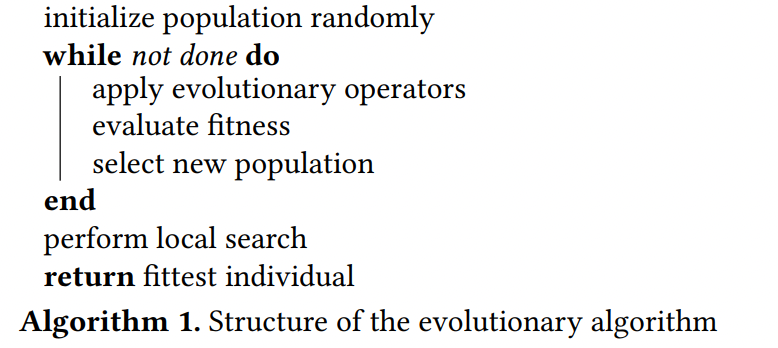 initialize population randomly
while not done do
apply evolutionary operators
evaluate fitness
select new population
end
perform local search
return fittest individual
Algorithm 1. Structure of the evolutionary algorithm